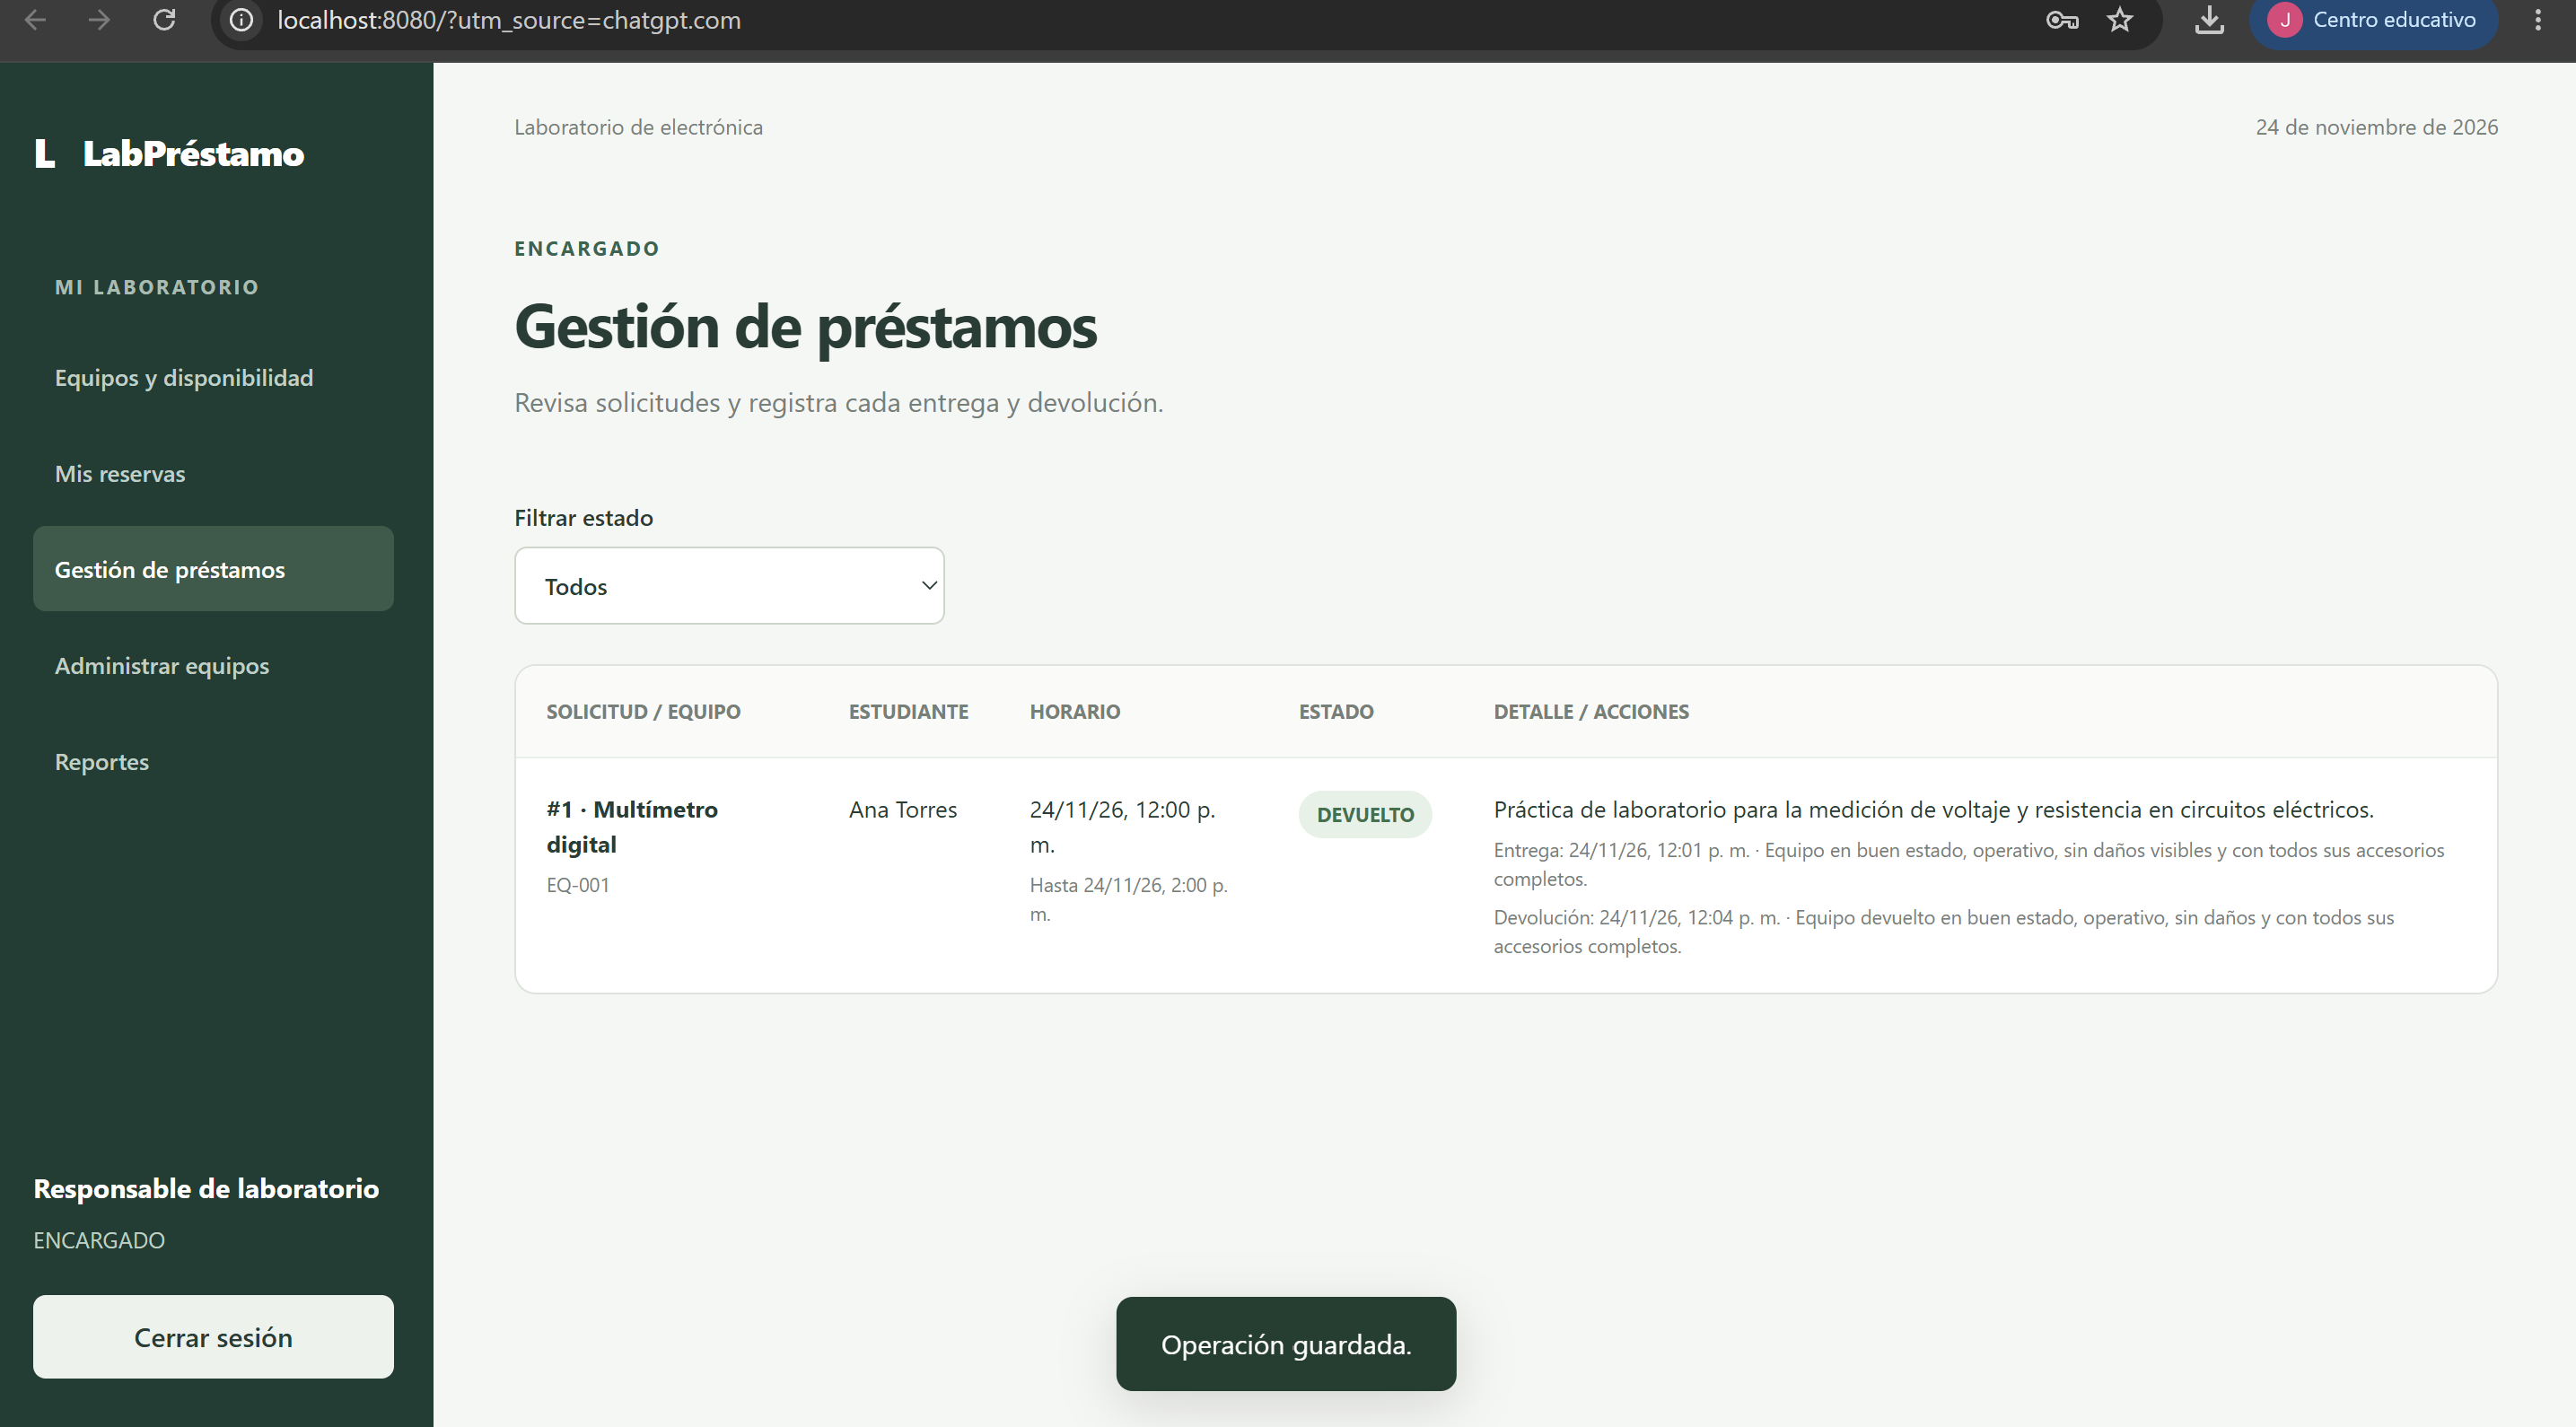 localhost:8080/?utm_source=chatgpt.com
J Centro educativo
L LabPréstamo
MI LABORATORIO
Equipos y disponibilidad
Mis reservas
Gestión de préstamos
Administrar equipos
Reportes
Responsable de laboratorio
ENCARGADO
Cerrar sesión
Laboratorio de electrónica
24 de noviembre de 2026
ENCARGADO
Gestión de préstamos
Revisa solicitudes y registra cada entrega y devolución.
Filtrar estado
Todos
SOLICITUD / EQUIPO
ESTUDIANTE
HORARIO
ESTADO
DETALLE / ACCIONES
#1 · Multímetro
digital
EQ-001
Ana Torres
24/11/26, 12:00 p.
m.
Hasta 24/11/26, 2:00 p.
m.
DEVUELTO
Práctica de laboratorio para la medición de voltaje y resistencia en circuitos eléctricos.
Entrega: 24/11/26, 12:01 p. m. · Equipo en buen estado, operativo, sin daños visibles y con todos sus accesorios
completos.
Devolución: 24/11/26, 12:04 p. m. · Equipo devuelto en buen estado, operativo, sin daños y con todos sus
accesorios completos.
Operación guardada.